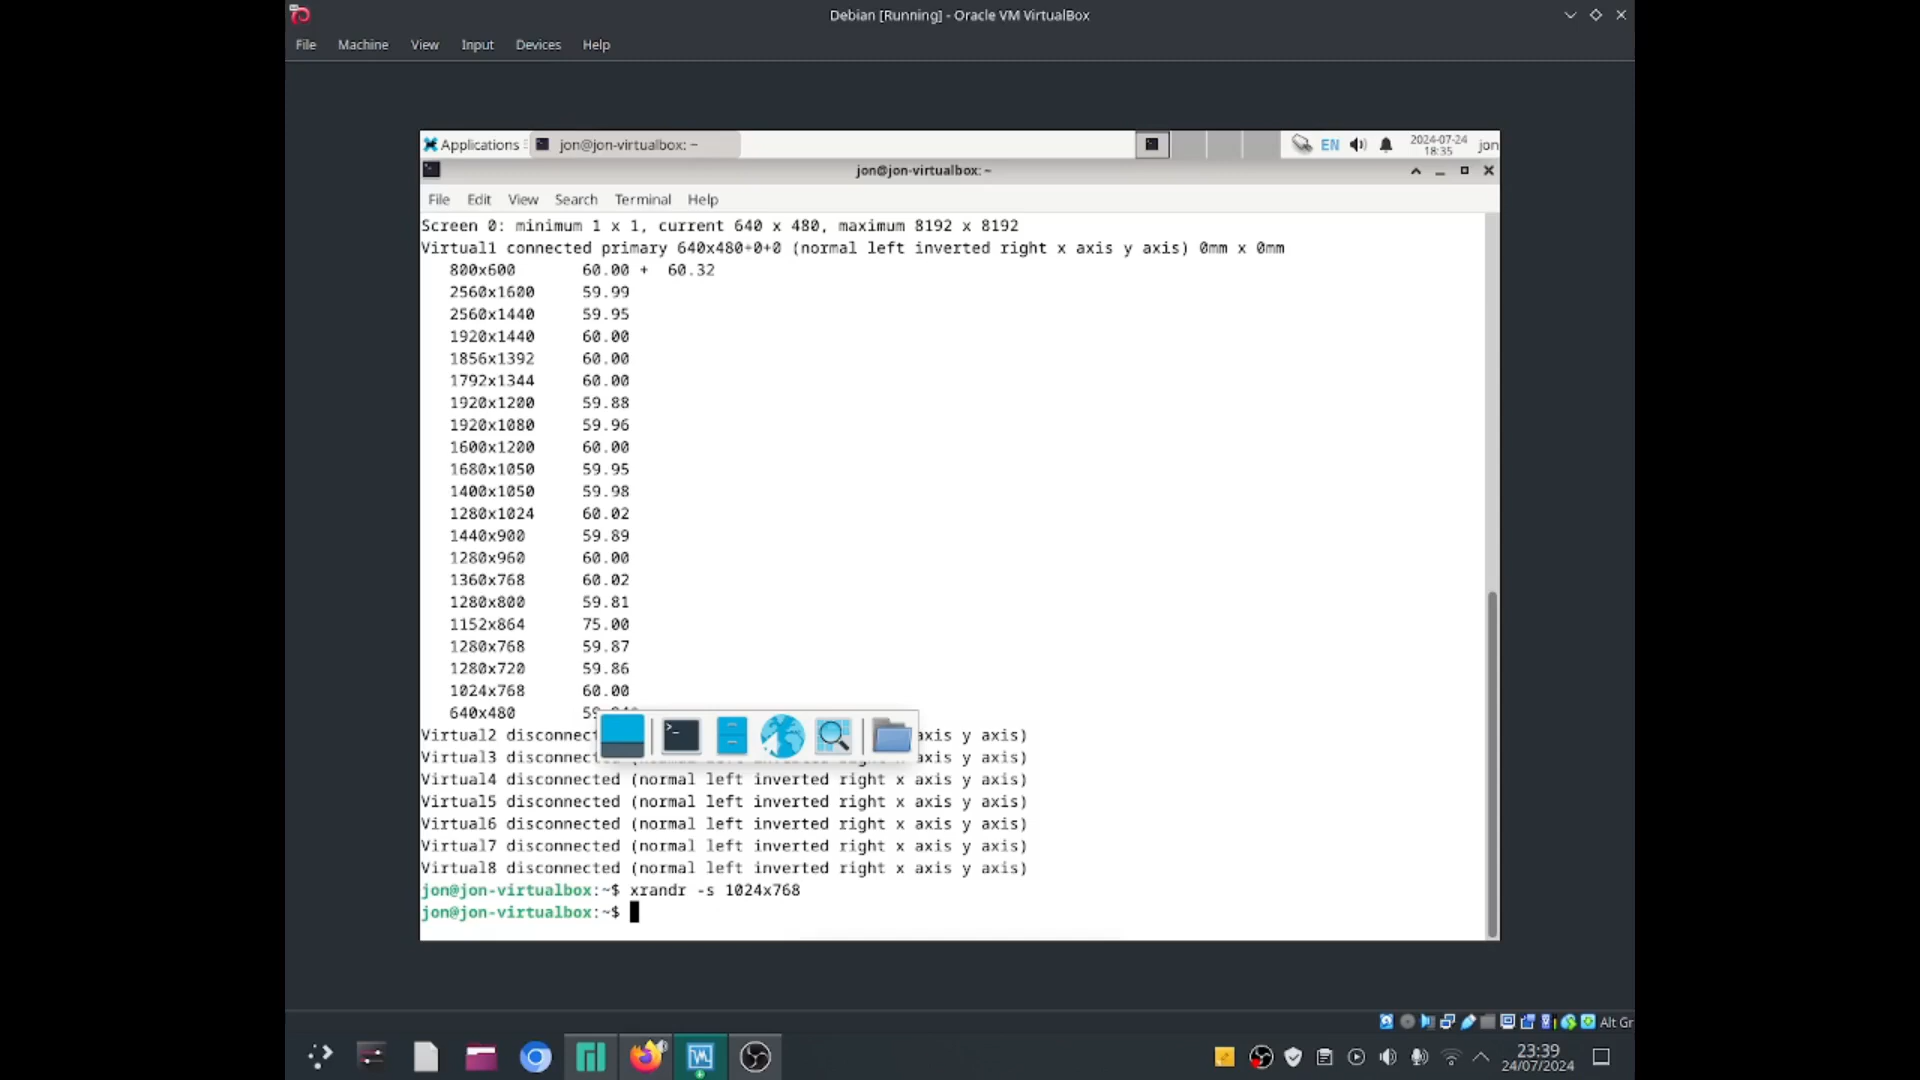 Debian [Running] - Oracle VM VirtualBox
File Machine View Input Devices Help
Applications jon@jon-virtualbox: ~ EN 2024-07-24 18:35 jon
jon@jon-virtualbox: ~
File Edit View Search Terminal Help
Screen 0: minimum 1 x 1, current 640 x 480, maximum 8192 x 8192
Virtual1 connected primary 640x480+0+0 (normal left inverted right x axis y axis) 0mm x 0mm
800x600 60.00 + 60.32
2560x1600 59.99
2560x1440 59.95
1920x1440 60.00
1856x1392 60.00
1792x1344 60.00
1920x1200 59.88
1920x1080 59.96
1600x1200 60.00
1680x1050 59.95
1400x1050 59.98
1280x1024 60.02
1440x900 59.89
1280x960 60.00
1360x768 60.02
1280x800 59.81
1152x864 75.00
1280x768 59.87
1280x720 59.86
1024x768 60.00
640x480
Virtual2 disconnect axis y axis)
Virtual3 disconnect axis y axis)
Virtual4 disconnected (normal left inverted right x axis y axis)
Virtual5 disconnected (normal left inverted right x axis y axis)
Virtual6 disconnected (normal left inverted right x axis y axis)
Virtual7 disconnected (normal left inverted right x axis y axis)
Virtual8 disconnected (normal left inverted right x axis y axis)
jon@jon-virtualbox:~$ xrandr -s 1024x768
jon@jon-virtualbox:~$
Alt Gr
23:39
24/07/2024